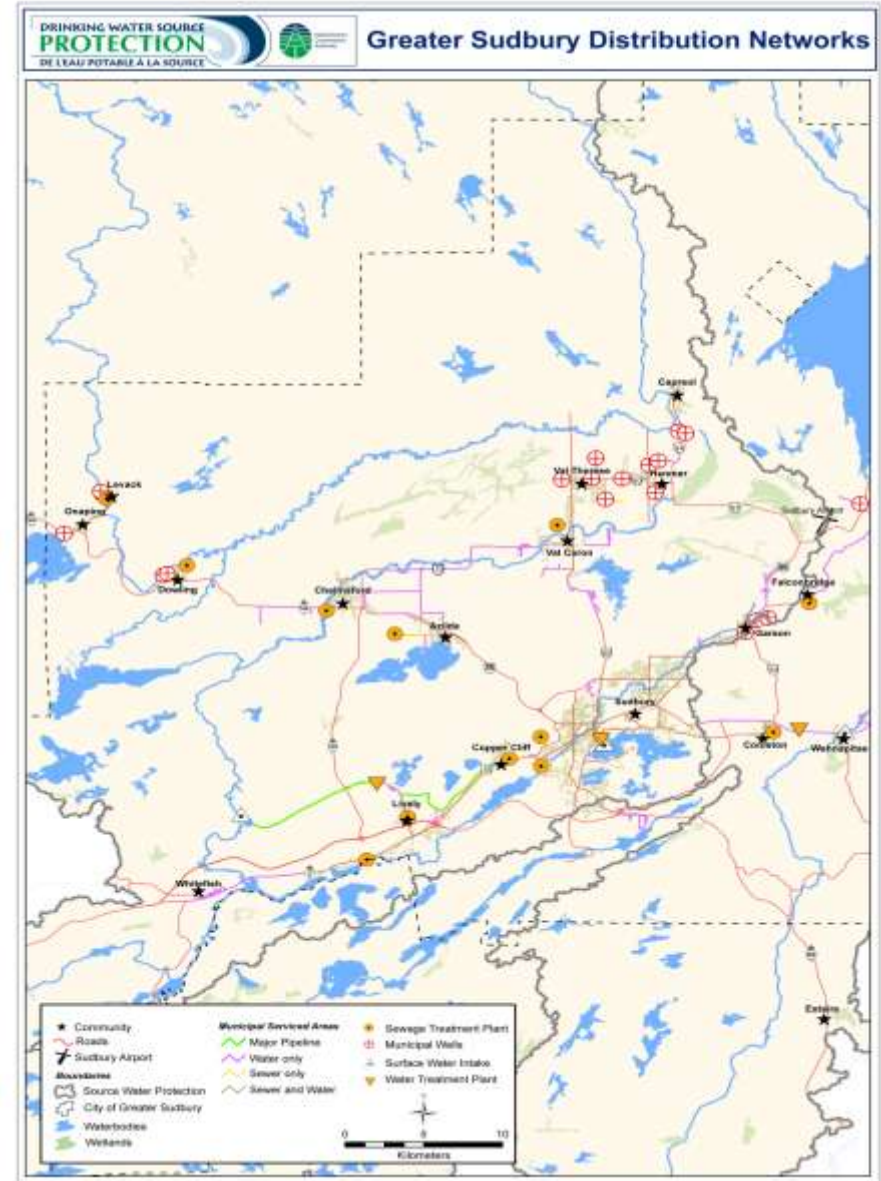 DRINKING WATER SOURCE
PROTECTION
DE L'EAU POTABLE À LA SOURCE
Greater Sudbury Distribution Networks
Capreol
Levack
Val Therese
Hanmer
Onaping
Sudbury Airport
Val Caron
Dowling
Falconbridge
Chelmsford
Azilda
Garson
Sudbury
Copper Cliff
Coniston
Wahnapitae
Lively
Whitefish
Estaire
Community
Roads
Sudbury Airport
Boundaries
Source Water Protection
City of Greater Sudbury
Waterbodies
Wetlands
Municipal Serviced Areas
Major Pipeline
Water only
Sewer only
Sewer and Water
Sewage Treatment Plant
Municipal Wells
Surface Water Intake
Water Treatment Plant
0 10
Kilometers